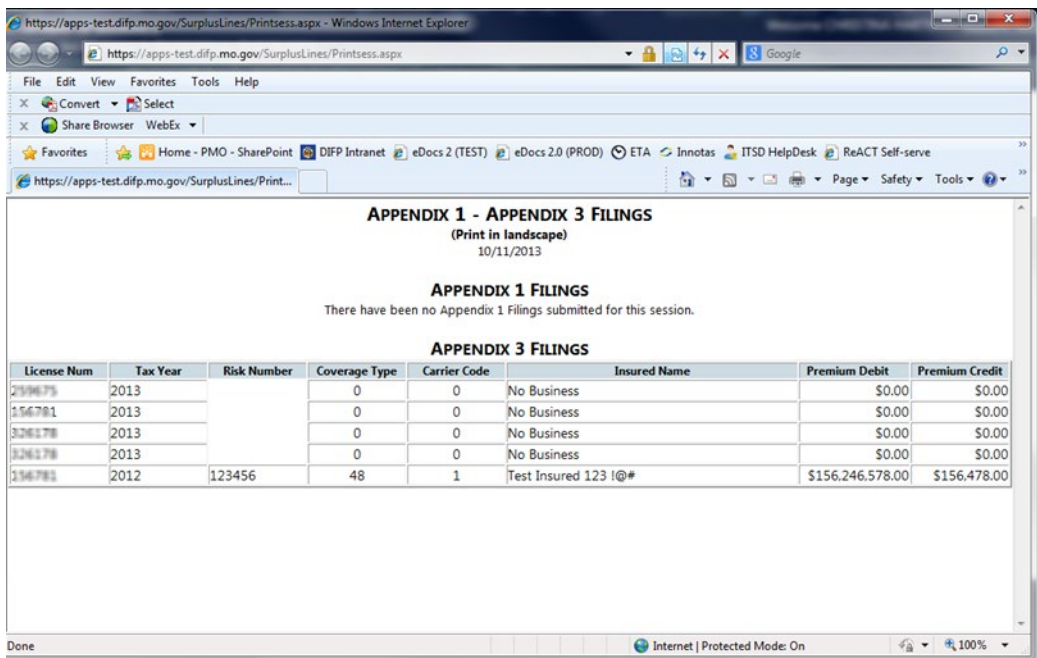 https://apps-test.difp.mo.gov/SurplusLines/Printsess.aspx - Windows Internet Explorer
https://apps-test.difp.mo.gov/SurplusLines/Printsess.aspx Google
File Edit View Favorites Tools Help
x Convert Select
x Share Browser WebEx
Favorites Home - PMO - SharePoint DIFP Intranet eDocs 2 (TEST) eDocs 2.0 (PROD) ETA Innotas ITSD HelpDesk ReACT Self-serve
https://apps-test.difp.mo.gov/SurplusLines/Print... Page Safety Tools
APPENDIX 1 - APPENDIX 3 FILINGS
(Print in landscape)
10/11/2013
APPENDIX 1 FILINGS
There have been no Appendix 1 Filings submitted for this session.
APPENDIX 3 FILINGS
License Num Tax Year Risk Number Coverage Type Carrier Code Insured Name Premium Debit Premium Credit
2013 0 0 No Business $0.00 $0.00
2013 0 0 No Business $0.00 $0.00
2013 0 0 No Business $0.00 $0.00
2013 0 0 No Business $0.00 $0.00
2012 123456 48 1 Test Insured 123 !@# $156,246,578.00 $156,478.00
Done Internet | Protected Mode: On 100%